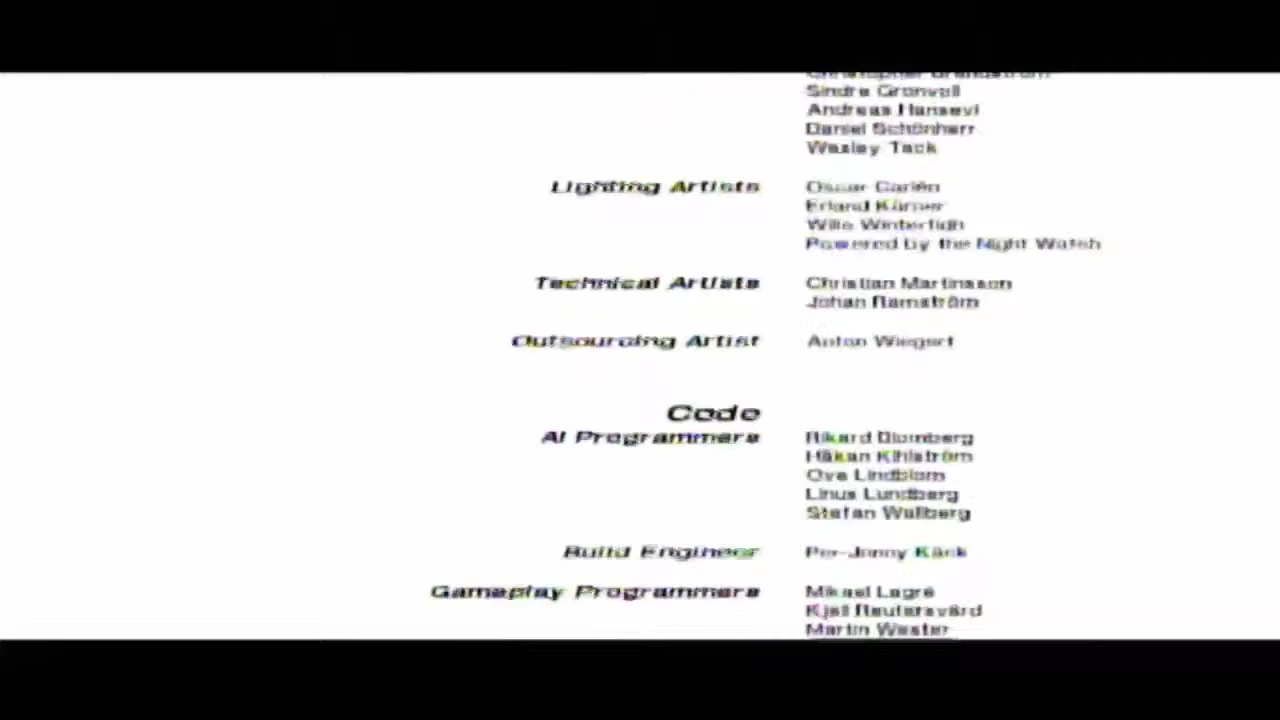 Sindre Grønvoll
Andreas Hansevi
Daniel Schönherr
Wesley Tack
Lighting Artists Oscar Carlén
Erland Körner
Wille Winterfidh
Powered by the Night Watch
Technical Artists Christian Martinsson
Johan Ramström
Outsourcing Artist Anton Wiegert
Code
AI Programmers Rikard Blomberg
Håkan Kihlström
Ove Lindblom
Linus Lundberg
Stefan Wallberg
Build Engineer Per-Jonny Käck
Gameplay Programmers Mikael Lagré
Kjell Reuterswärd
Martin Wester